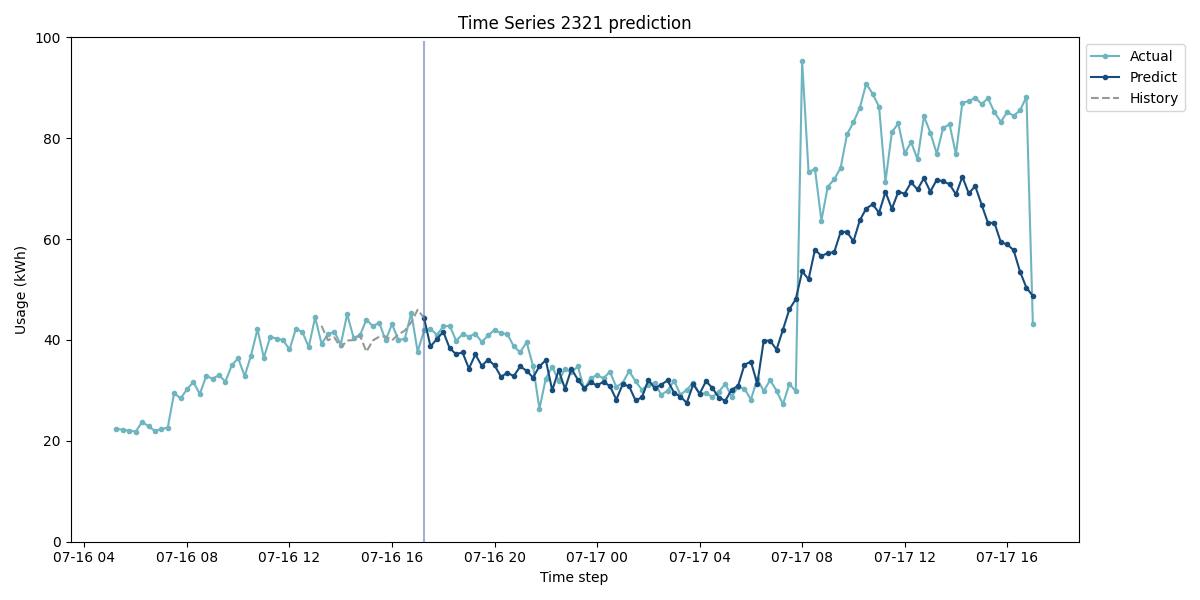 Time Series 2321 prediction
100
80
60
40
20
0
Usage (kWh)
07-16 04
07-16 08
07-16 12
07-16 16
07-16 20
07-17 00
07-17 04
07-17 08
07-17 12
07-17 16
Time step
Actual
Predict
History